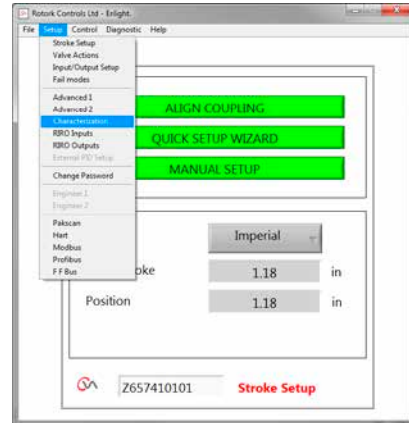 Rotork Controls Ltd - Enlight.
File Setup Control Diagnostic Help
Stroke Setup
Valve Actions
Input/Output Setup
Fail modes
Advanced 1
Advanced 2
Characterization
RIRO Inputs
RIRO Outputs
External PID Setup
Change Password
Engineer 1
Engineer 2
Pakscan
Hart
Modbus
Profibus
F F Bus
ALIGN COUPLING
QUICK SETUP WIZARD
MANUAL SETUP
Imperial
oke 1.18 in
Position 1.18 in
Z657410101 Stroke Setup